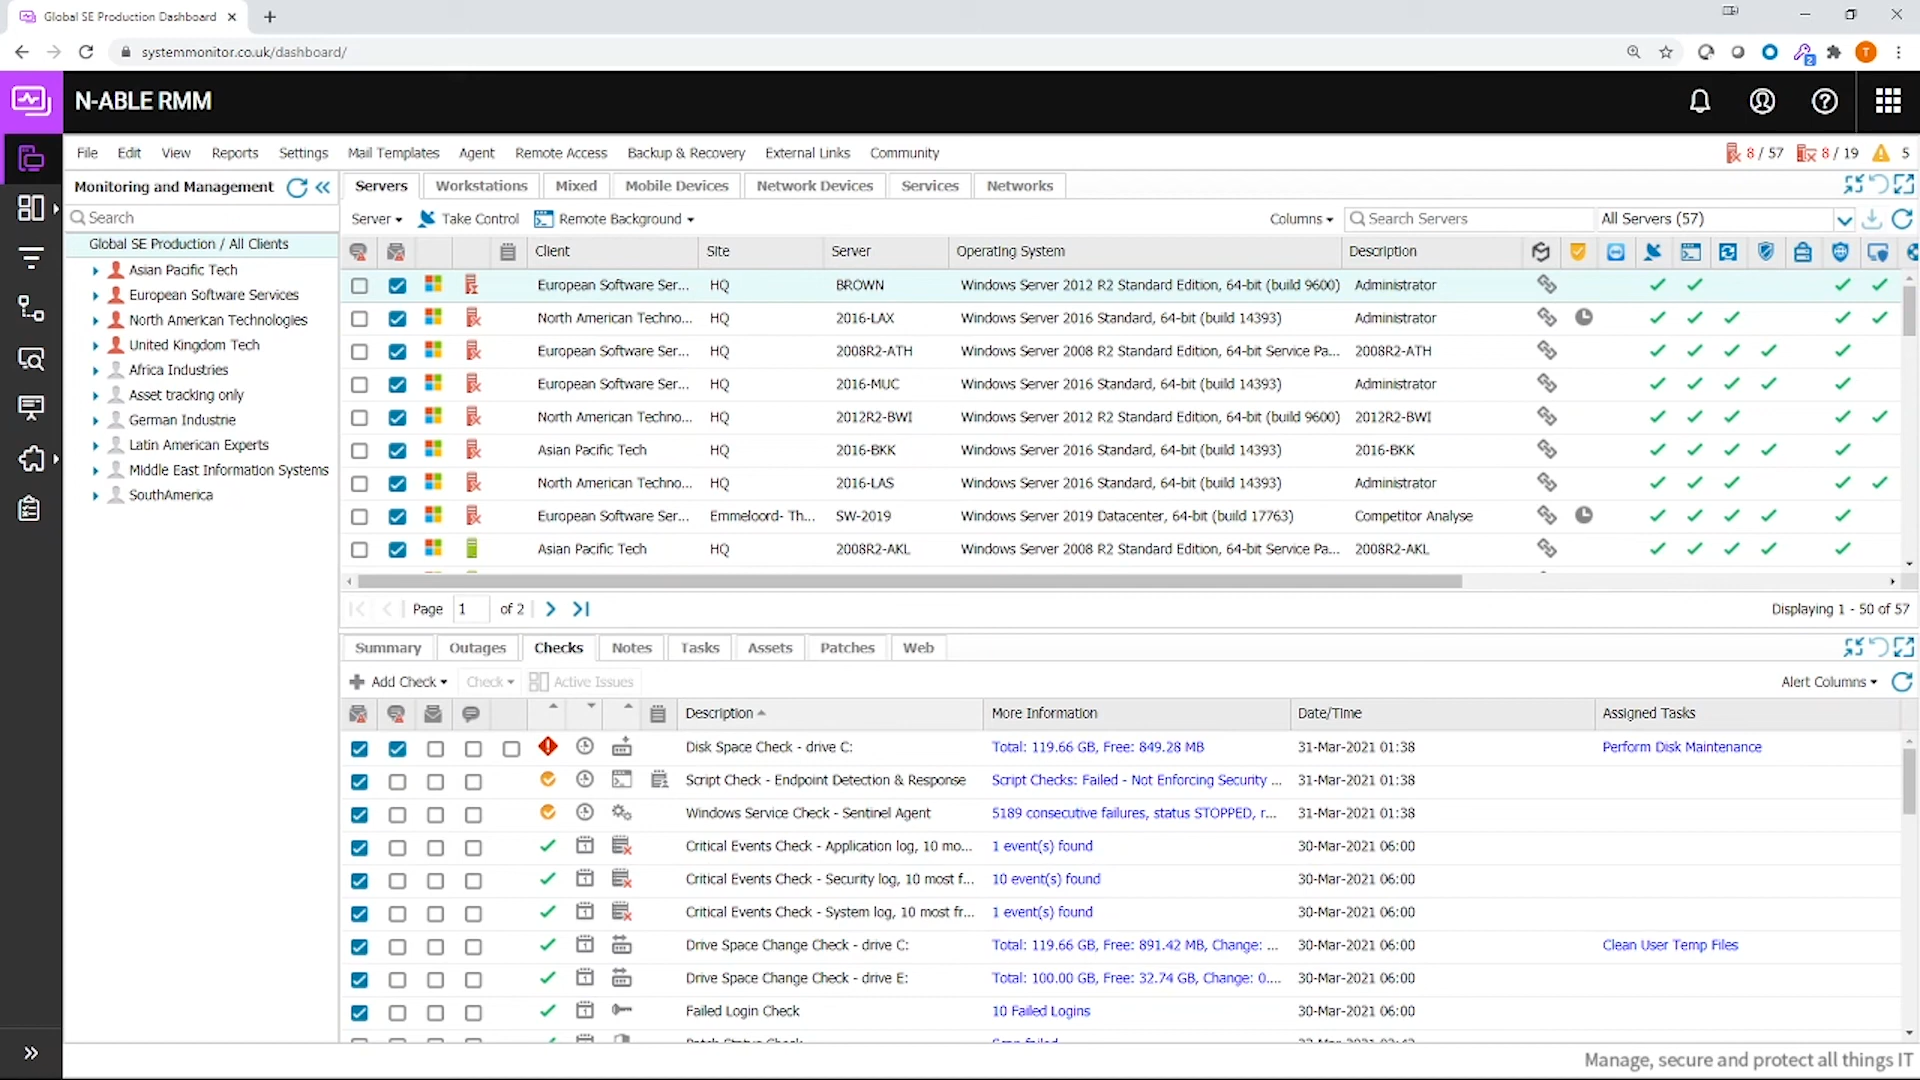 Global SE Production Dashboard
systemmonitor.co.uk/dashboard/
T
2
N-ABLE RMM
File Edit View Reports Settings Mail Templates Agent Remote Access Backup & Recovery External Links Community 8 / 57 8 / 19 5
Monitoring and Management
Search
Global SE Production / All Clients
Asian Pacific Tech
European Software Services
North American Technologies
United Kingdom Tech
Africa Industries
Asset tracking only
German Industrie
Latin American Experts
Middle East Information Systems
SouthAmerica
Servers Workstations Mixed Mobile Devices Network Devices Services Networks
Server Take Control Remote Background Columns Search Servers All Servers (57)
Client Site Server Operating System Description
European Software Ser... HQ BROWN Windows Server 2012 R2 Standard Edition, 64-bit (build 9600) Administrator
North American Techno... HQ 2016-LAX Windows Server 2016 Standard, 64-bit (build 14393) Administrator
European Software Ser... HQ 2008R2-ATH Windows Server 2008 R2 Standard Edition, 64-bit Service Pa... 2008R2-ATH
European Software Ser... HQ 2016-MUC Windows Server 2016 Standard, 64-bit (build 14393) Administrator
North American Techno... HQ 2012R2-BWI Windows Server 2012 R2 Standard Edition, 64-bit (build 9600) 2012R2-BWI
Asian Pacific Tech HQ 2016-BKK Windows Server 2016 Standard, 64-bit (build 14393) 2016-BKK
North American Techno... HQ 2016-LAS Windows Server 2016 Standard, 64-bit (build 14393) Administrator
European Software Ser... Emmeloord- Th... SW-2019 Windows Server 2019 Datacenter, 64-bit (build 17763) Competitor Analyse
Asian Pacific Tech HQ 2008R2-AKL Windows Server 2008 R2 Standard Edition, 64-bit Service Pa... 2008R2-AKL
Page 1 of 2 Displaying 1 - 50 of 57
Summary Outages Checks Notes Tasks Assets Patches Web
Add Check Check Active Issues Alert Columns
Description More Information Date/Time Assigned Tasks
Disk Space Check - drive C: Total: 119.66 GB, Free: 849.28 MB 31-Mar-2021 01:38 Perform Disk Maintenance
Script Check - Endpoint Detection & Response Script Checks: Failed - Not Enforcing Security ... 31-Mar-2021 01:38
Windows Service Check - Sentinel Agent 5189 consecutive failures, status STOPPED, r... 31-Mar-2021 01:38
Critical Events Check - Application log, 10 mo... 1 event(s) found 30-Mar-2021 06:00
Critical Events Check - Security log, 10 most f... 10 event(s) found 30-Mar-2021 06:00
Critical Events Check - System log, 10 most fr... 1 event(s) found 30-Mar-2021 06:00
Drive Space Change Check - drive C: Total: 119.66 GB, Free: 891.42 MB, Change: ... 30-Mar-2021 06:00 Clean User Temp Files
Drive Space Change Check - drive E: Total: 100.00 GB, Free: 32.74 GB, Change: 0.... 30-Mar-2021 06:00
Failed Login Check 10 Failed Logins 30-Mar-2021 06:00
Manage, secure and protect all things IT